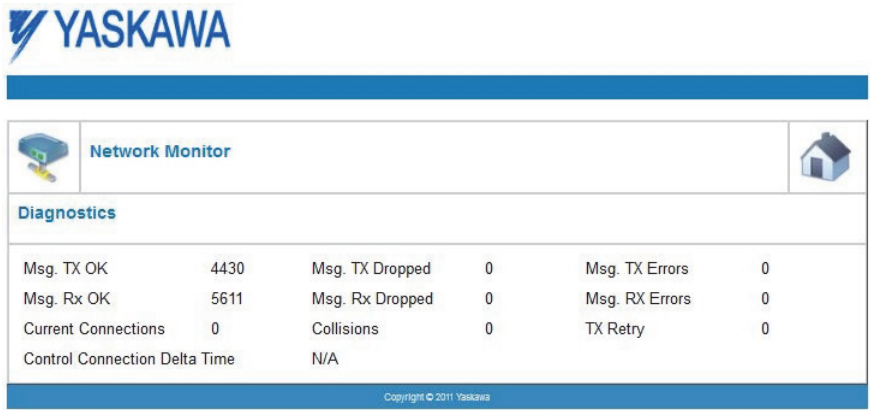 YASKAWA
Network Monitor
Diagnostics
Msg. TX OK 4430 Msg. TX Dropped 0 Msg. TX Errors 0
Msg. Rx OK 5611 Msg. Rx Dropped 0 Msg. RX Errors 0
Current Connections 0 Collisions 0 TX Retry 0
Control Connection Delta Time N/A
Copyright © 2011 Yaskawa